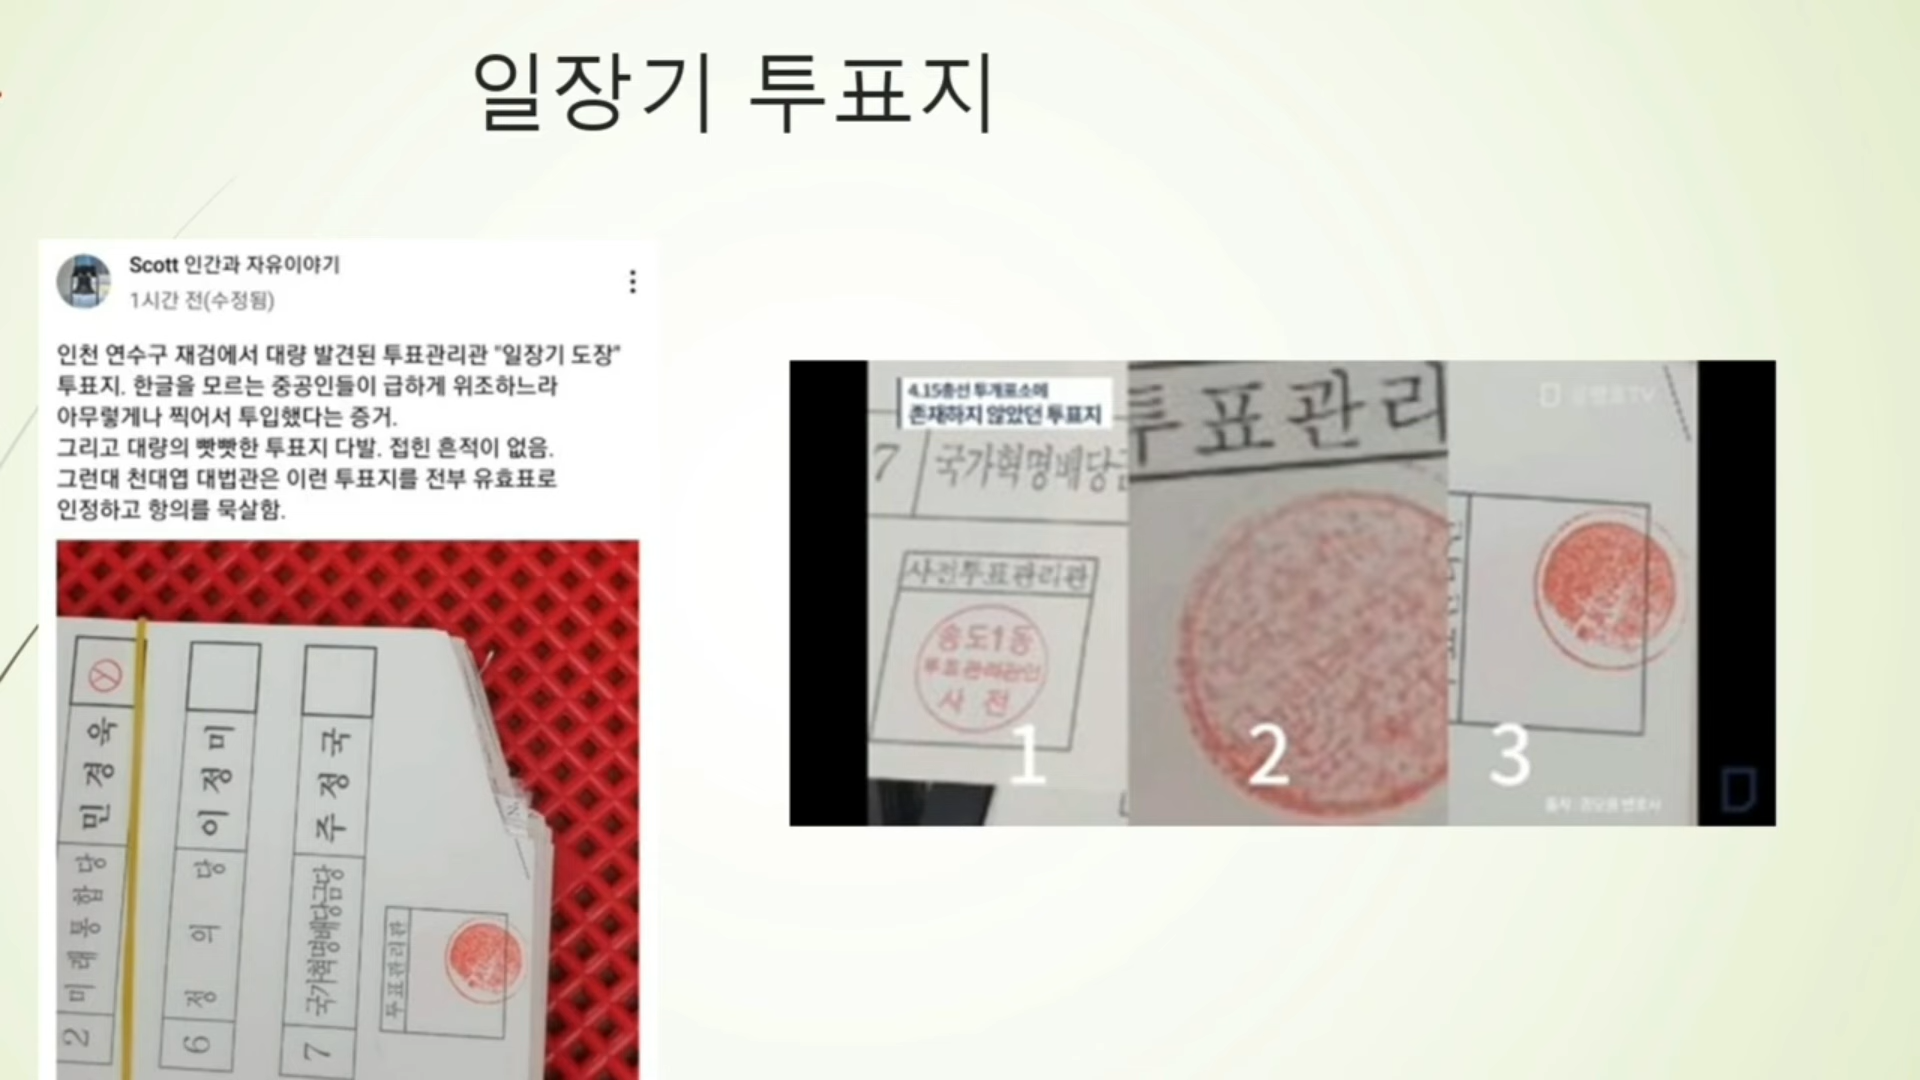 일장기 투표지
Scott 인간과 자유이야기
1시간 전(수정됨)
인천 연수구 재검에서 대량 발견된 투표관리관 "일장기 도장"
투표지. 한글을 모르는 중공인들이 급하게 위조하느라
아무렇게나 찍어서 투입했다는 증거.
그리고 대량의 빳빳한 투표지 다발. 접힌 흔적이 없음.
그런대 천대엽 대법관은 이런 투표지를 전부 유효표로
인정하고 항의를 묵살함.
2 미래통합당 민경욱
6 정의당 이정미
7 국가혁명배당금당 주정국
투표관리관
4.15총선 투개표소에
존재하지 않았던 투표지
7 국가혁명배당금
사전투표관리관
송도1동
투표관리관인
사전
1
투표관리
2
3